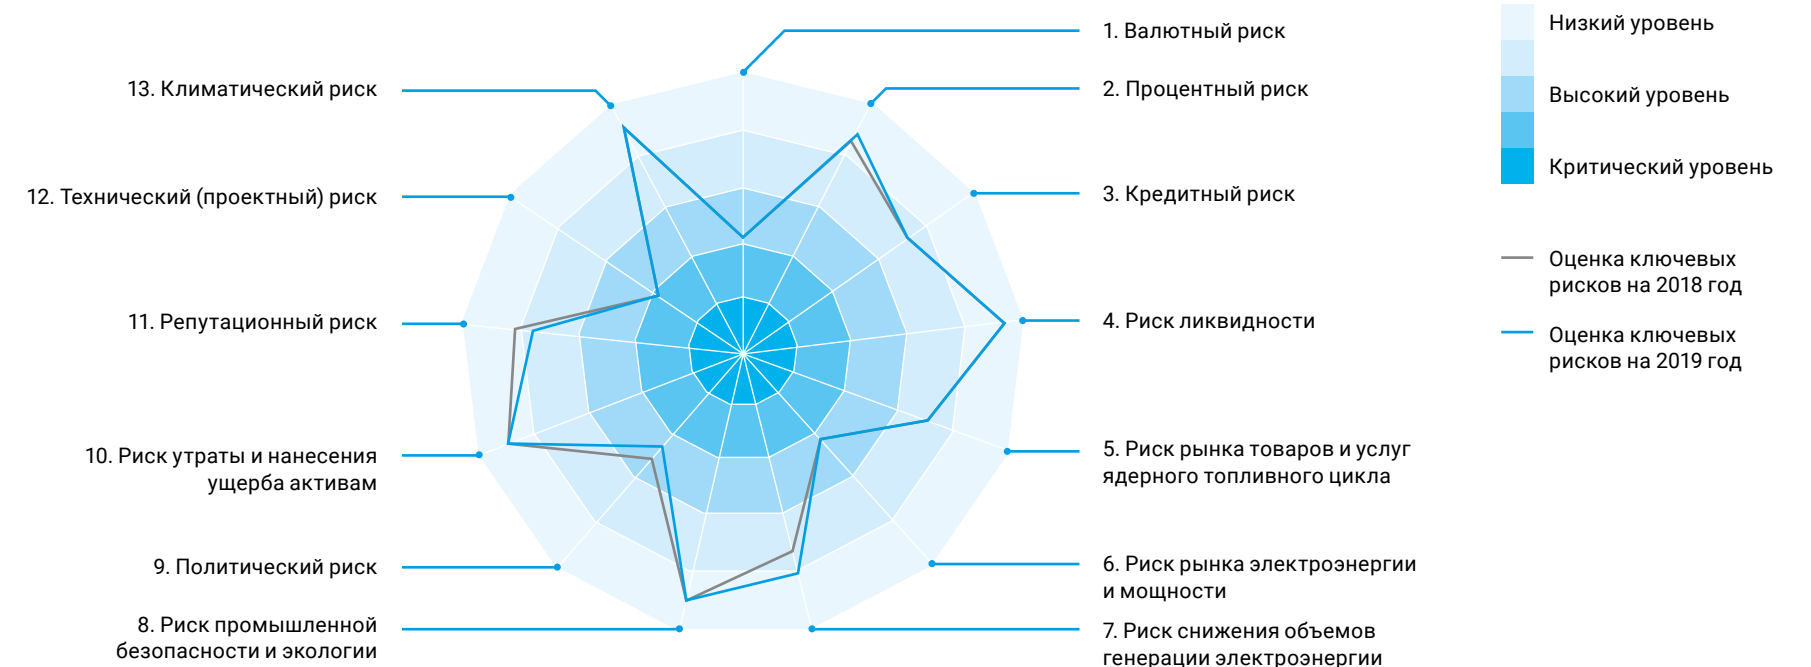 1. Валютный риск
2. Процентный риск
3. Кредитный риск
4. Риск ликвидности
5. Риск рынка товаров и услуг
ядерного топливного цикла
6. Риск рынка электроэнергии
и мощности
7. Риск снижения объемов
генерации электроэнергии
8. Риск промышленной
безопасности и экологии
9. Политический риск
10. Риск утраты и нанесения
ущерба активам
11. Репутационный риск
12. Технический (проектный) риск
13. Климатический риск
Низкий уровень
Высокий уровень
Критический уровень
Оценка ключевых
рисков на 2018 год
Оценка ключевых
рисков на 2019 год